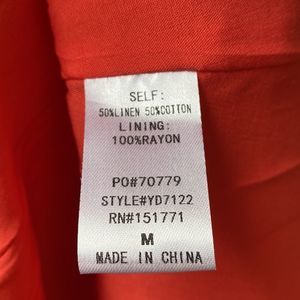 SELF:
50%LINEN 50%COTTON
LINING:
100%RAYON
PO#70779
STYLE#YD7122
RN#151771
M
MADE IN CHINA